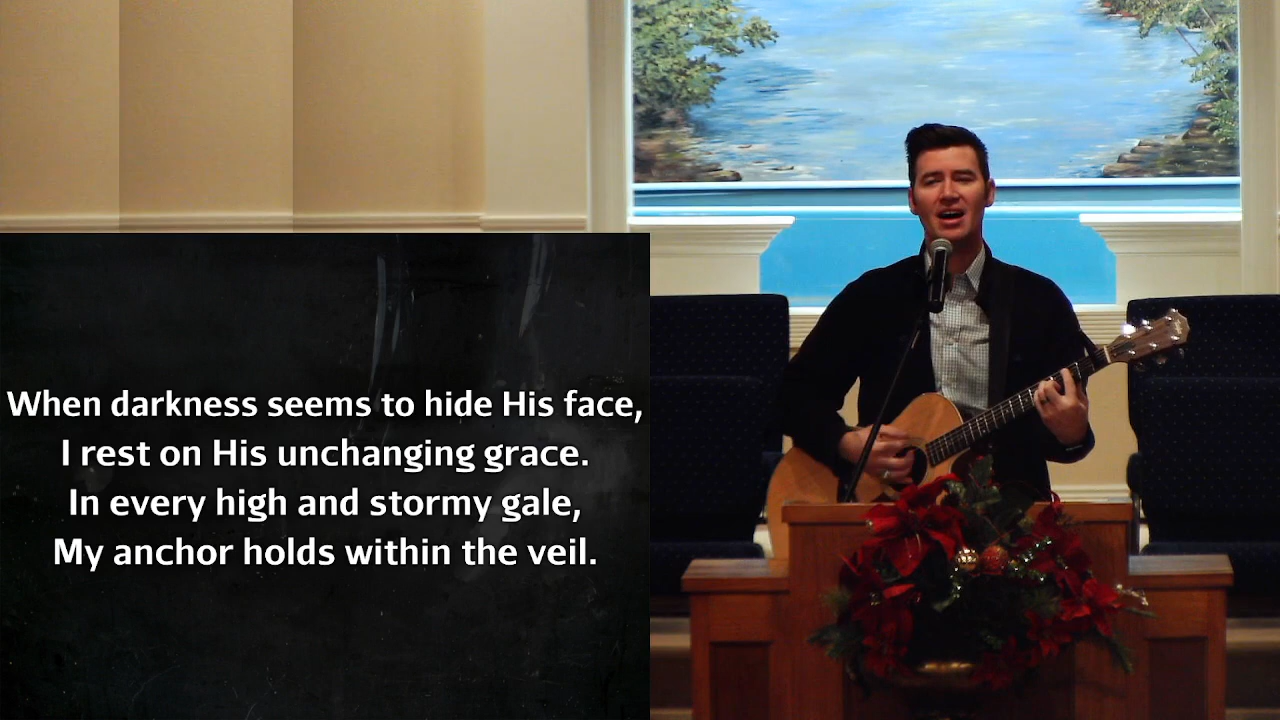 When darkness seems to hide His face,
I rest on His unchanging grace.
In every high and stormy gale,
My anchor holds within the veil.